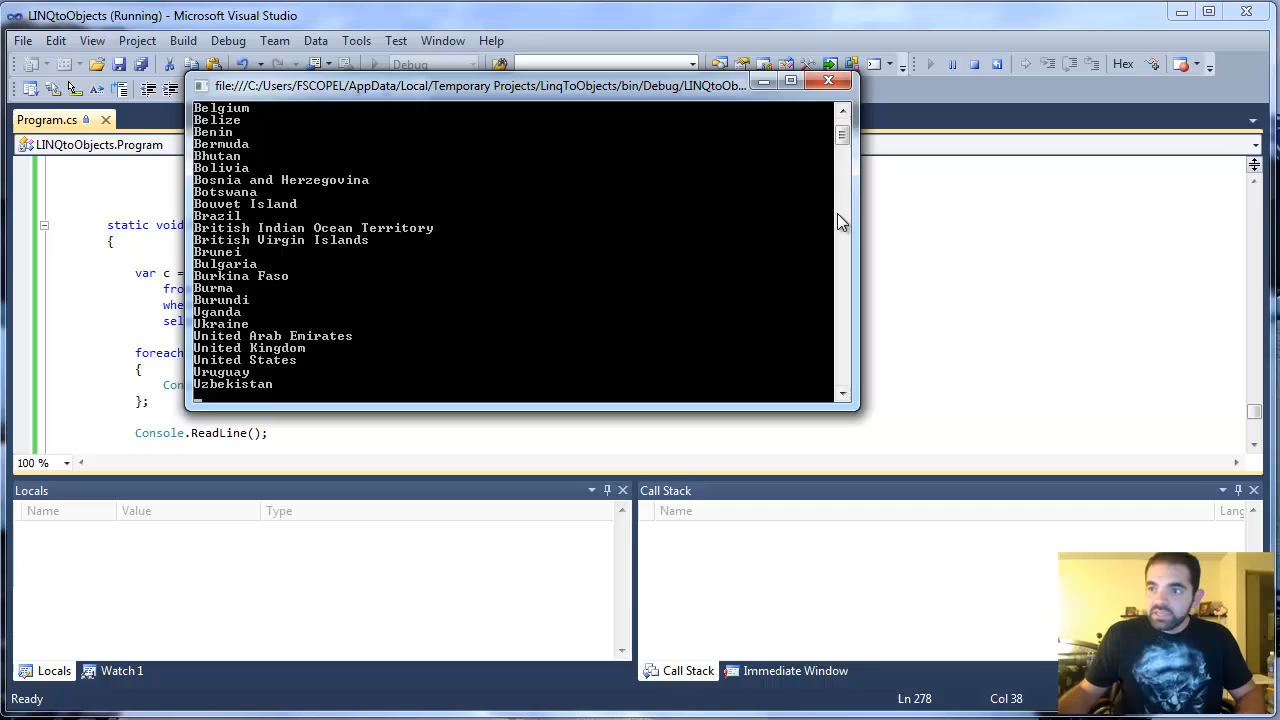 LINQtoObjects (Running) - Microsoft Visual Studio
File Edit View Project Build Debug Team Data Tools Test Window Help
Debug
Hex
file:///C:/Users/FSCOPEL/AppData/Local/Temporary Projects/LinqToObjects/bin/Debug/LINQtoOb...
Program.cs
LINQtoObjects.Program
Belgium
Belize
Benin
Bermuda
Bhutan
Bolivia
Bosnia and Herzegovina
Botswana
Bouvet Island
Brazil
British Indian Ocean Territory
British Virgin Islands
Brunei
Bulgaria
Burkina Faso
Burma
Burundi
Uganda
Ukraine
United Arab Emirates
United Kingdom
United States
Uruguay
Uzbekistan
static void
{
var c =
fro
whe
sel
foreach
{
Con
};
Console.ReadLine();
100 %
Locals
Name Value Type
Call Stack
Name Lang
Locals Watch 1
Call Stack Immediate Window
Ready Ln 278 Col 38